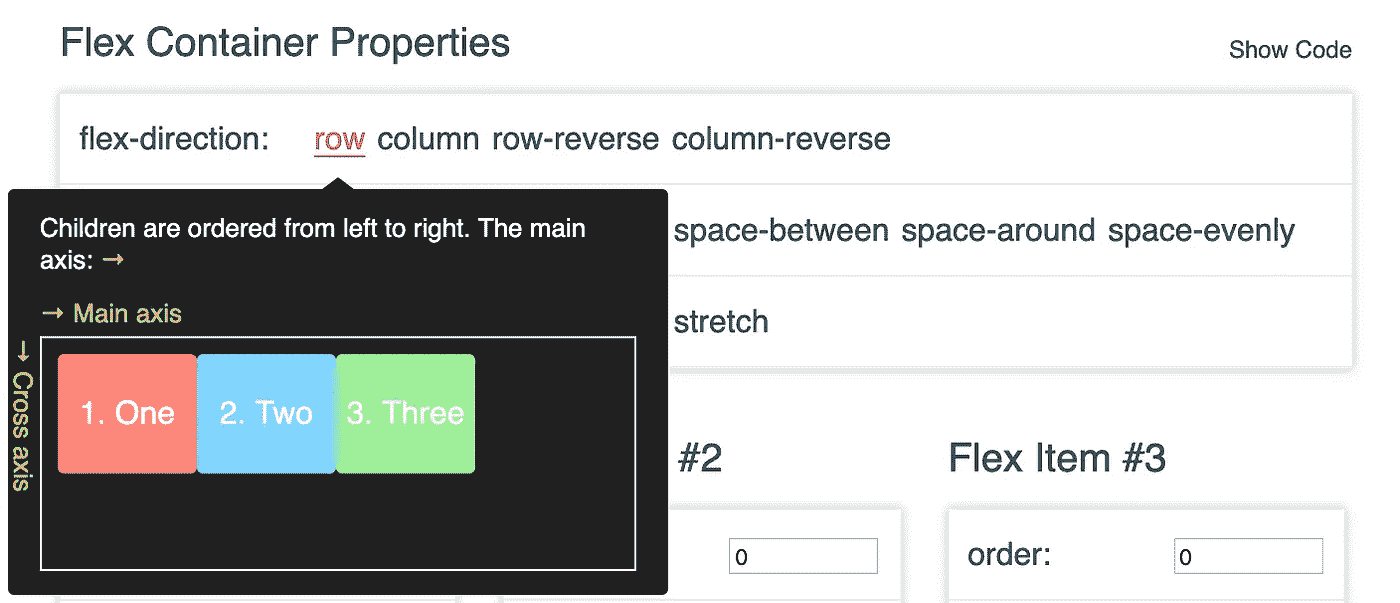 Flex Container Properties
Show Code
flex-direction: row column row-reverse column-reverse
space-between space-around space-evenly
stretch
Children are ordered from left to right. The main
axis: →
→ Main axis
→ Cross axis
1. One 2. Two 3. Three
#2
Flex Item #3
0
order: 0